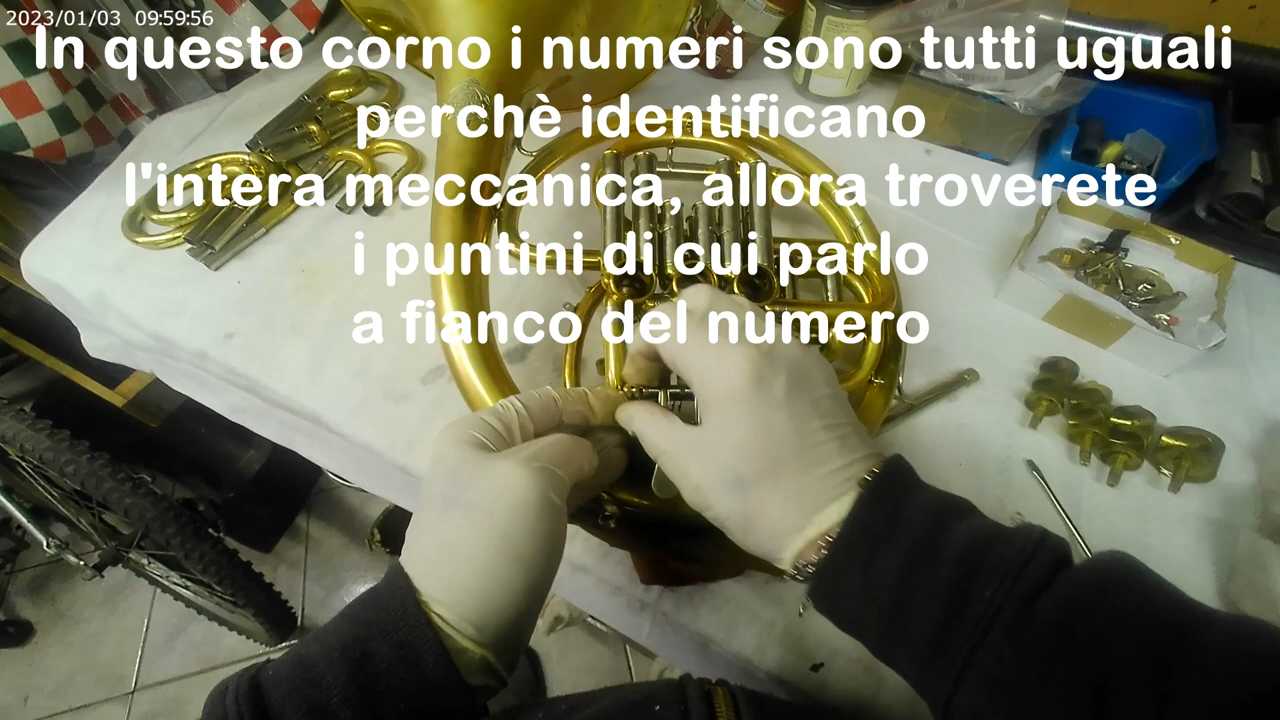 2023/01/03 09:59:56
In questo corno i numeri sono tutti uguali
perchè identificano
l'intera meccanica, allora troverete
i puntini di cui parlo
a fianco del numero